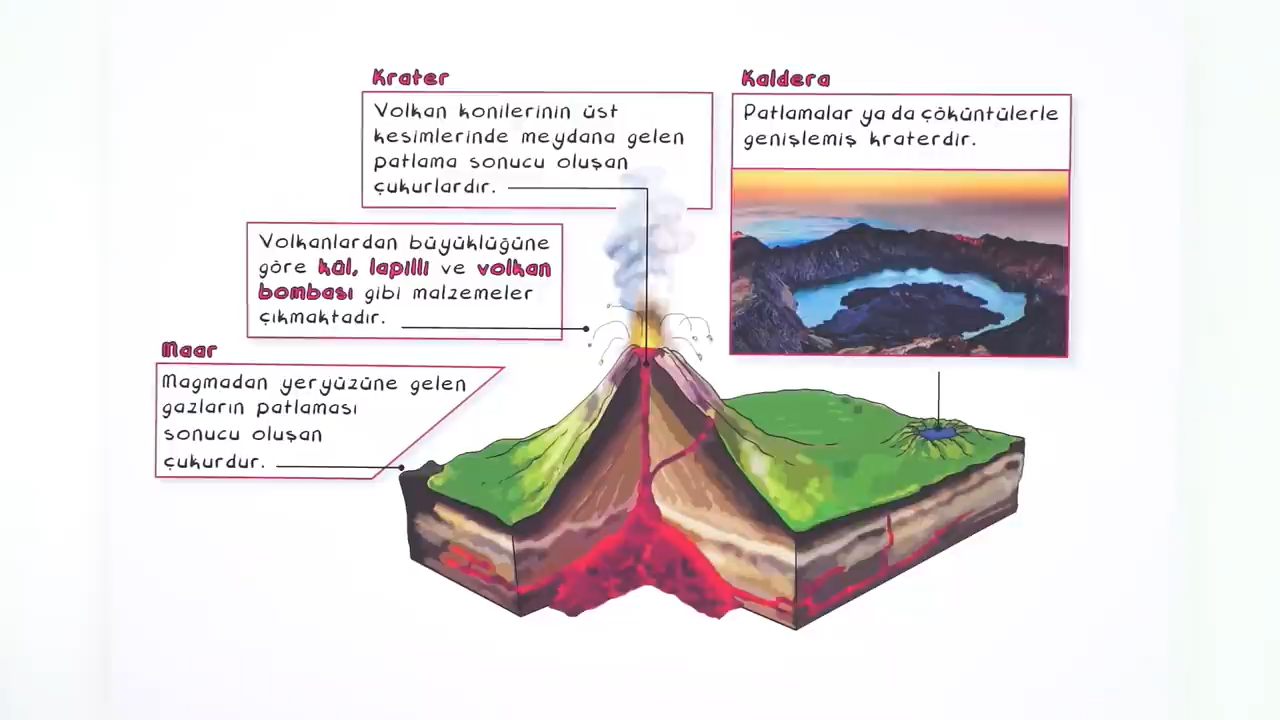 Krater
Volkan konilerinin üst
kesimlerinde meydana gelen
patlama sonucu oluşan
çukurlardır.
Kaldera
Patlamalar ya da çöküntülerle
genişlemiş kraterdir.
Volkanlardan büyüklüğüne
göre kül, lapilli ve volkan
bombası gibi malzemeler
çıkmaktadır.
Maar
Magmadan yeryüzüne gelen
gazların patlaması
sonucu oluşan
çukurdur.